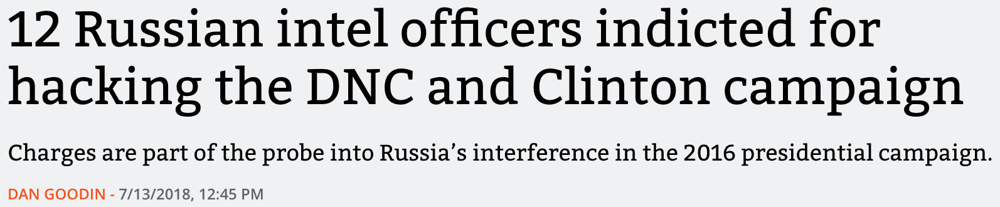 12 Russian intel officers indicted for
hacking the DNC and Clinton campaign
Charges are part of the probe into Russia’s interference in the 2016 presidential campaign.
DAN GOODIN - 7/13/2018, 12:45 PM